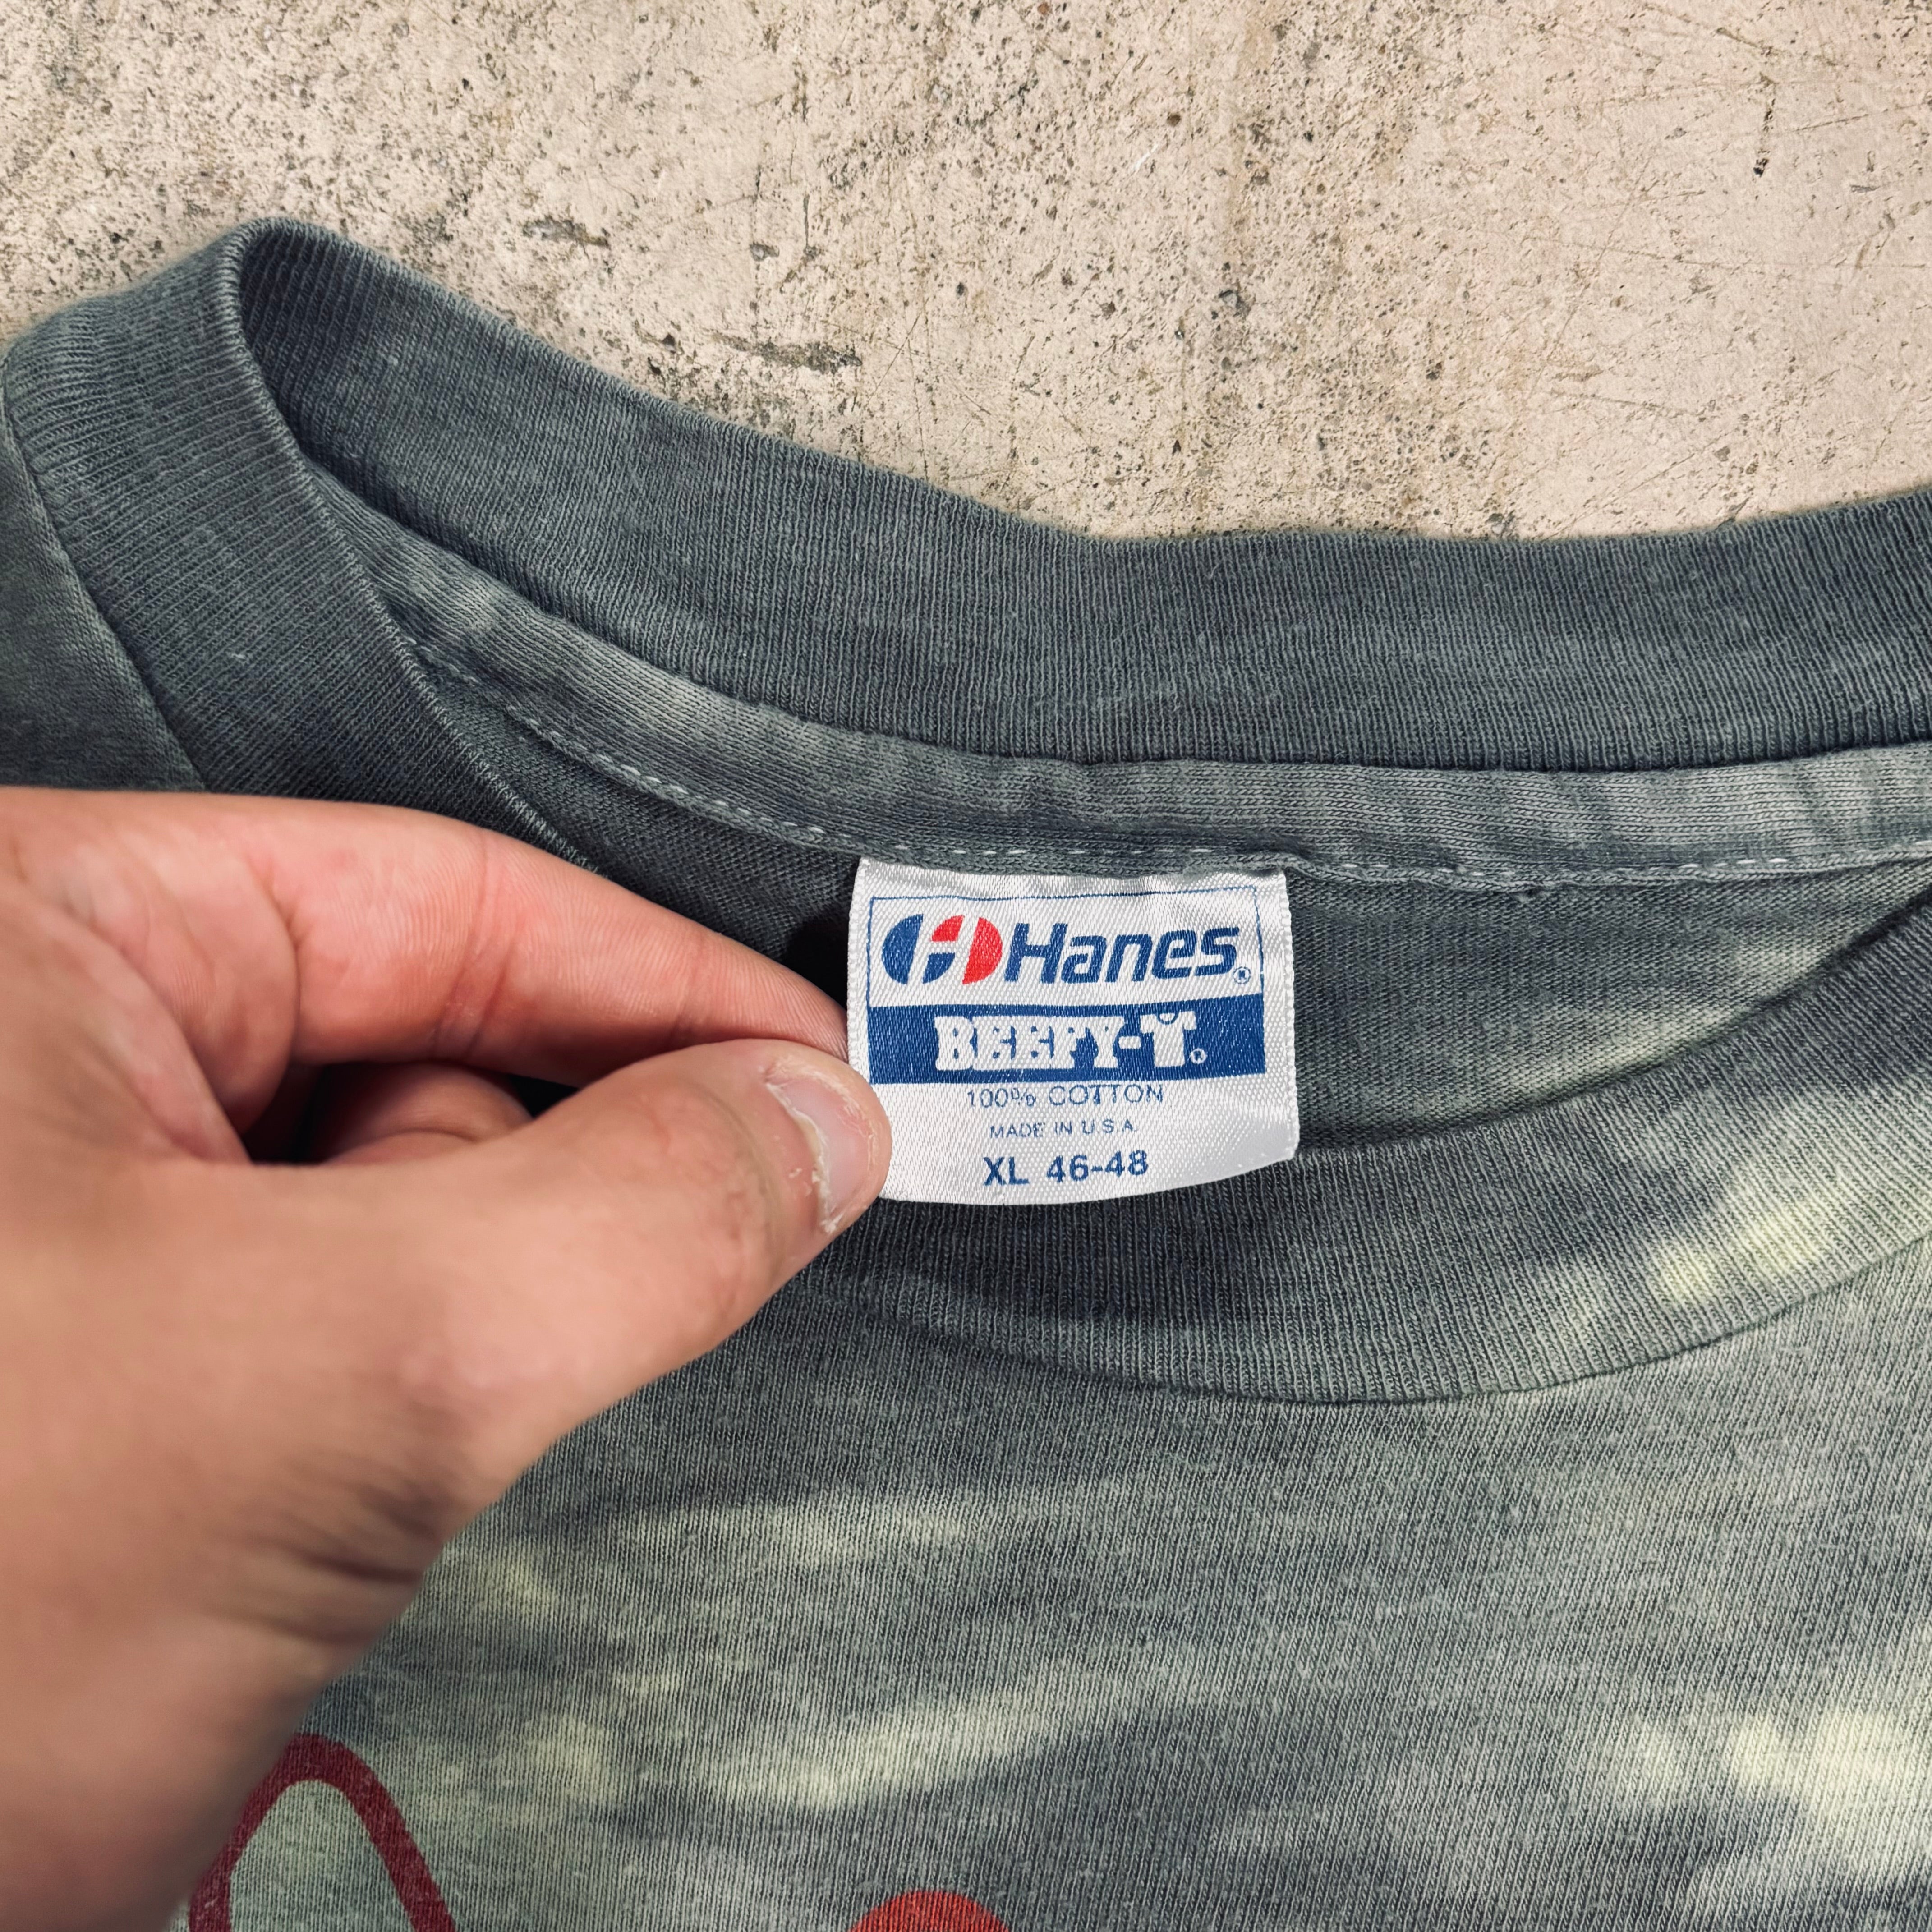 H Hanes®
BEEFY-T®
100% COTTON
MADE IN U.S.A.
XL 46-48